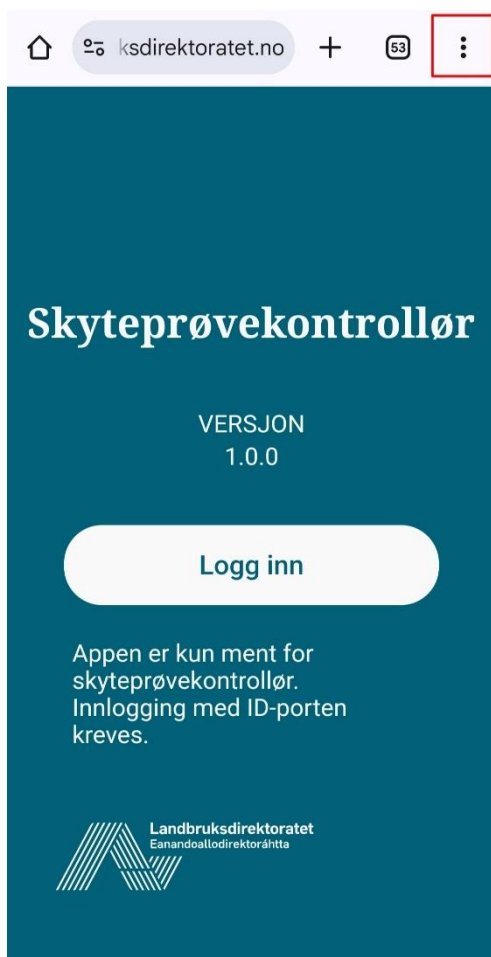 ksdirektoratet.no
53
Skyteprøvekontrollør
VERSJON
1.0.0
Logg inn
Appen er kun ment for
skyteprøvekontrollør.
Innlogging med ID-porten
kreves.
Landbruksdirektoratet
Eanandoallodirektoráhtta